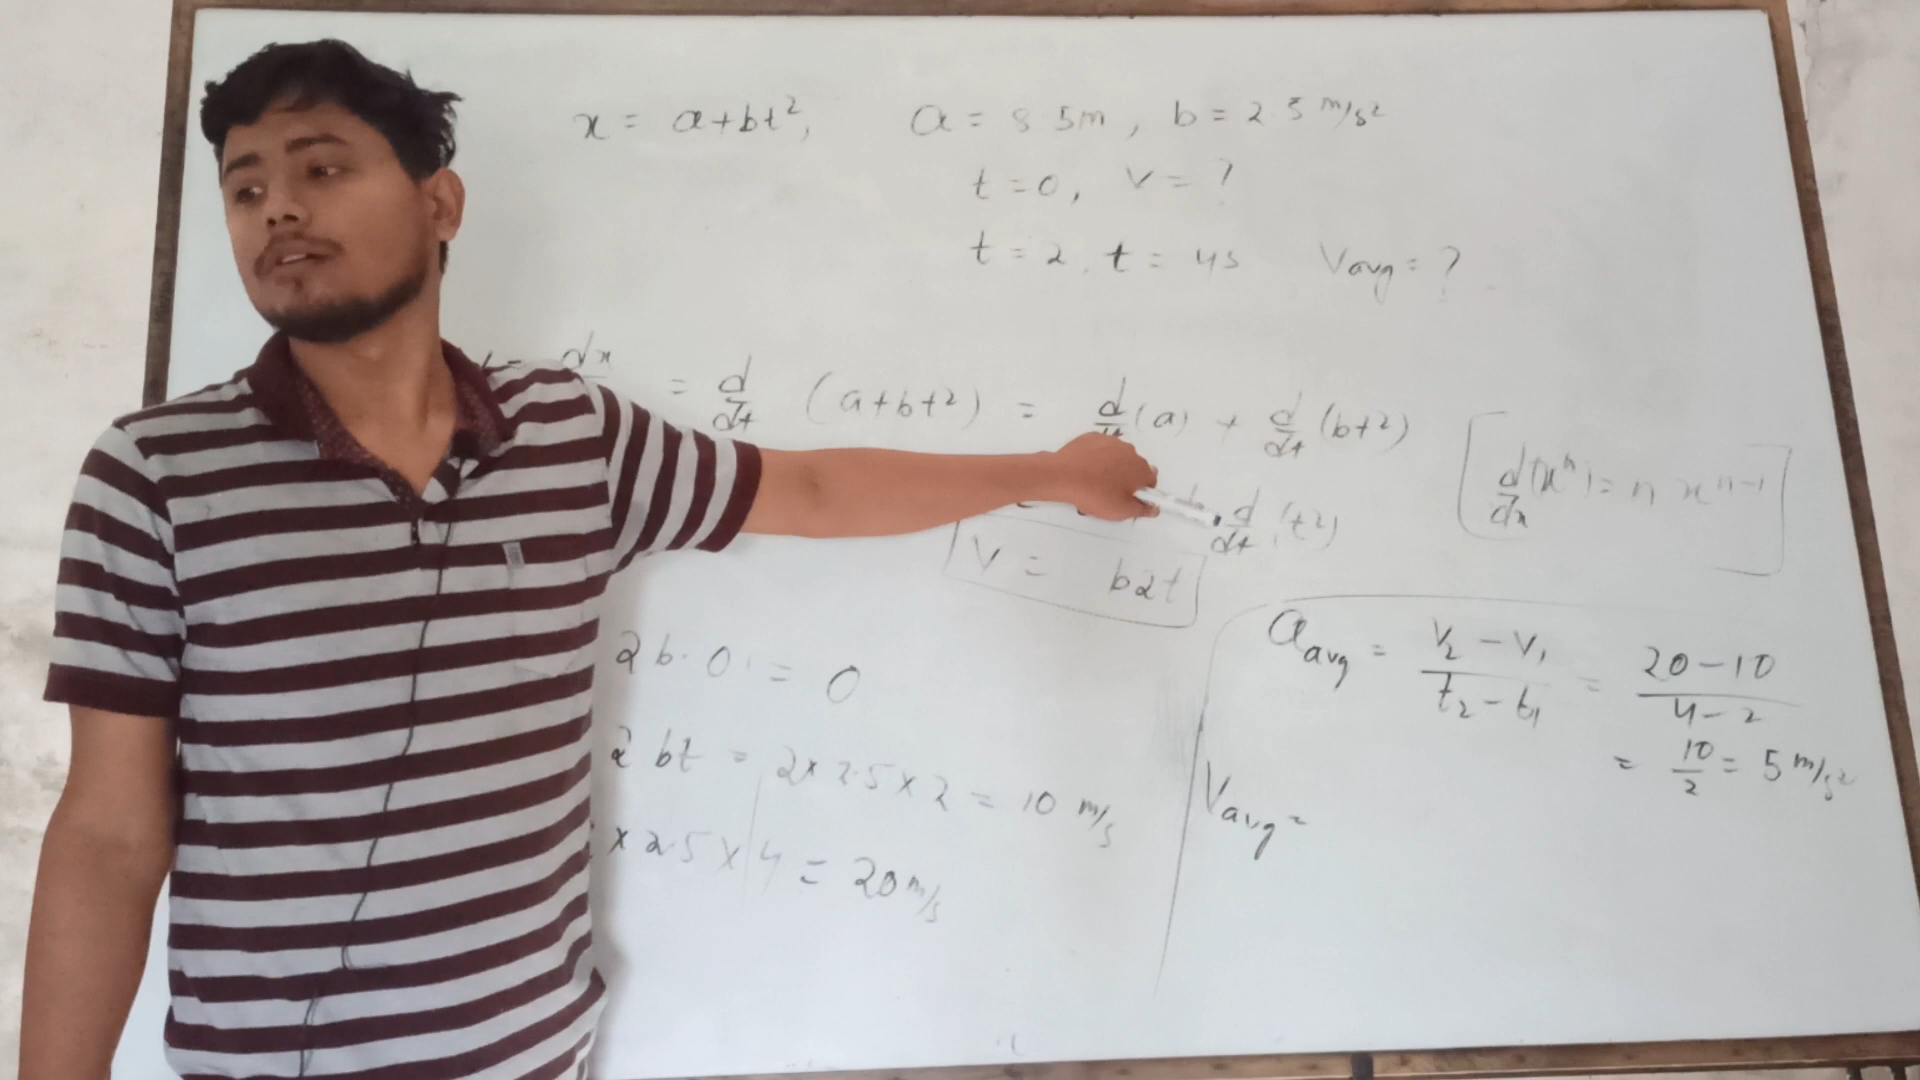 x = a+bt², a = 8 5m, b = 2.5 m/s²
t = 0, v = ?
t = 2, t = 4s Vavg = ?
dx = d/dt (a+bt²) = d/dt (a) + d/dt (bt²)
d/dt (t²)
[d/dx (xⁿ) = n xⁿ⁻¹]
V = b2t
2b·0 = 0
2bt = 2×2.5×2 = 10 m/s
×2.5×4 = 20 m/s
aavg = V₂ - V₁ / t₂ - t₁ = 20-10 / 4-2
= 10/2 = 5 m/s²
Vavg =